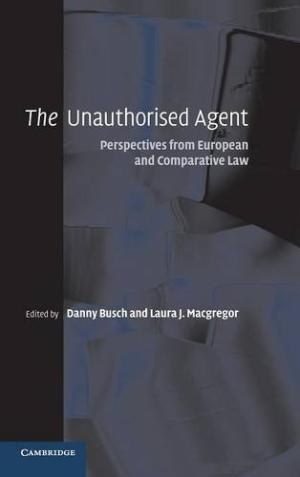 The Unauthorised Agent
Perspectives from European
and Comparative Law
Edited by Danny Busch and Laura J. Macgregor
CAMBRIDGE